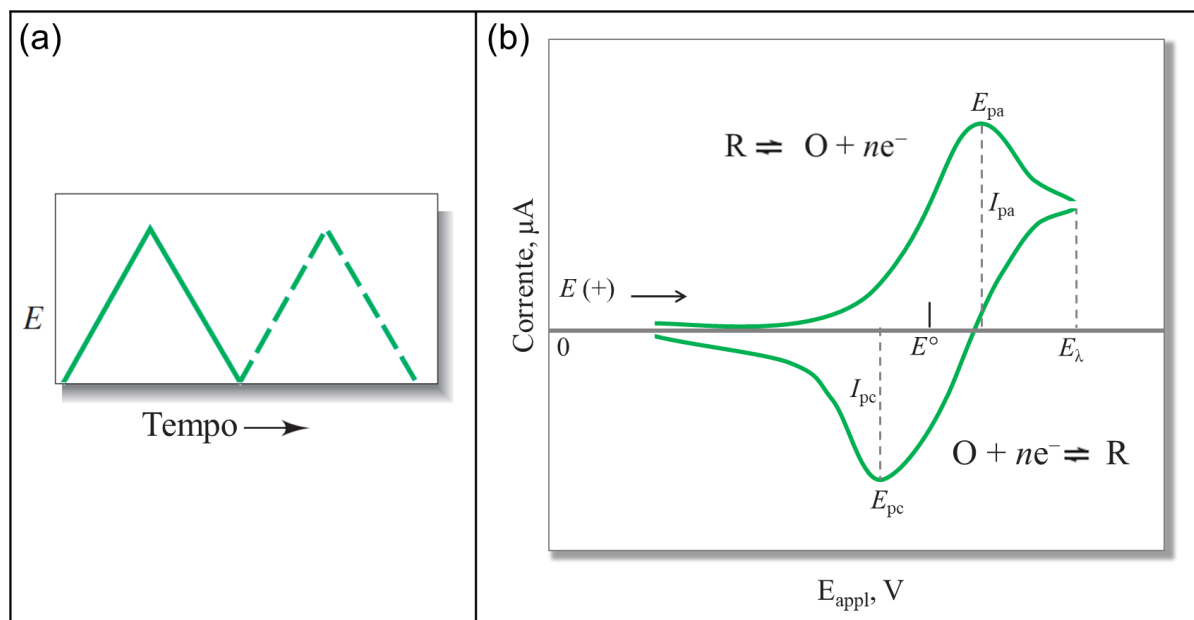 (a)
E
Tempo
(b)
Corrente, µA
E_pa
R ⇌ O + ne⁻
I_pa
E (+)
0
E°
E_λ
I_pc
O + ne⁻ ⇌ R
E_pc
E_appl, V